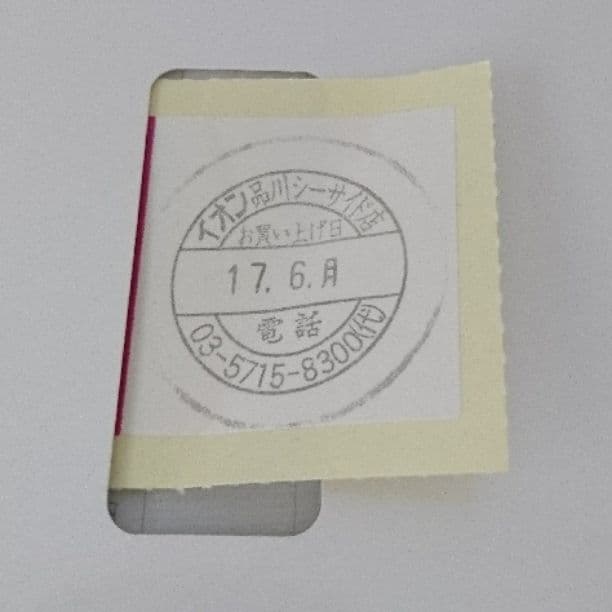 イオン品川シーサイド店
お買い上げ日
17. 6.月
電話
03-5715-8300(代)